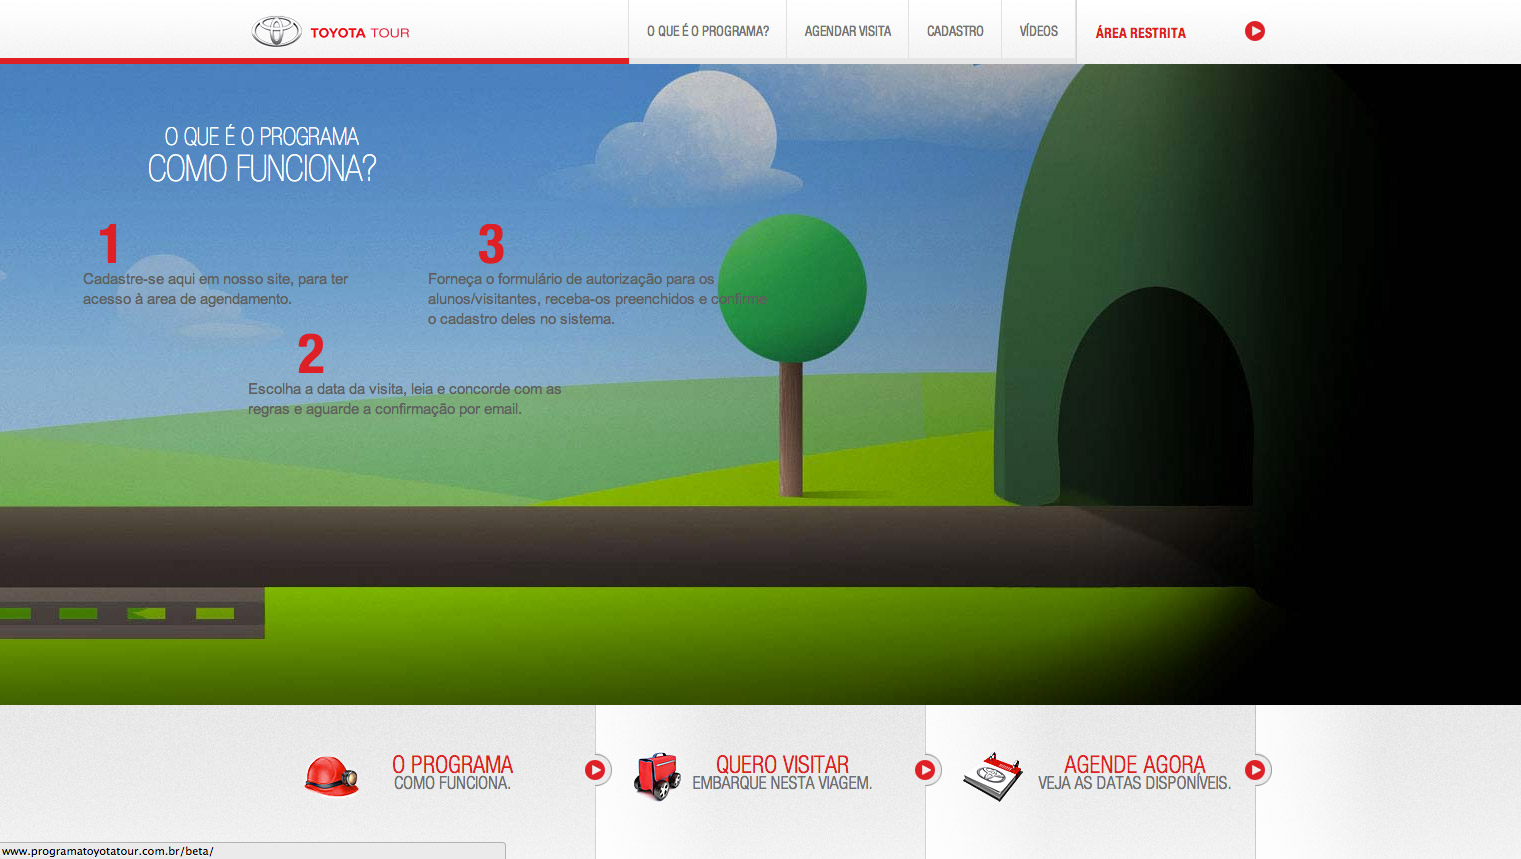 TOYOTA TOUR
O QUE É O PROGRAMA?
AGENDAR VISITA
CADASTRO
VÍDEOS
ÁREA RESTRITA
O QUE É O PROGRAMA
COMO FUNCIONA?
1
Cadastre-se aqui em nosso site, para ter
acesso à area de agendamento.
2
Escolha a data da visita, leia e concorde com as
regras e aguarde a confirmação por email.
3
Forneça o formulário de autorização para os
alunos/visitantes, receba-os preenchidos e confirme
o cadastro deles no sistema.
O PROGRAMA
COMO FUNCIONA.
QUERO VISITAR
EMBARQUE NESTA VIAGEM.
AGENDE AGORA
VEJA AS DATAS DISPONÍVEIS.
www.programatoyotatour.com.br/beta/